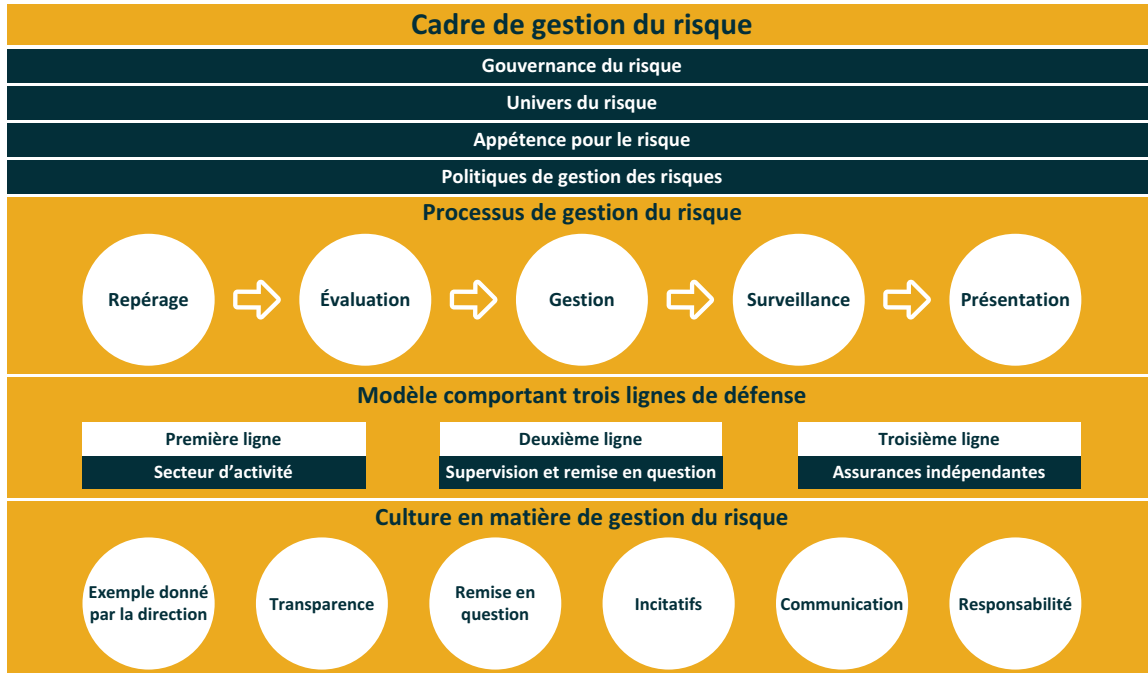 Cadre de gestion du risque
Gouvernance du risque
Univers du risque
Appétence pour le risque
Politiques de gestion des risques
Processus de gestion du risque
Repérage
Évaluation
Gestion
Surveillance
Présentation
Modèle comportant trois lignes de défense
Première ligne
Secteur d’activité
Deuxième ligne
Supervision et remise en question
Troisième ligne
Assurances indépendantes
Culture en matière de gestion du risque
Exemple donné
par la direction
Transparence
Remise en
question
Incitatifs
Communication
Responsabilité